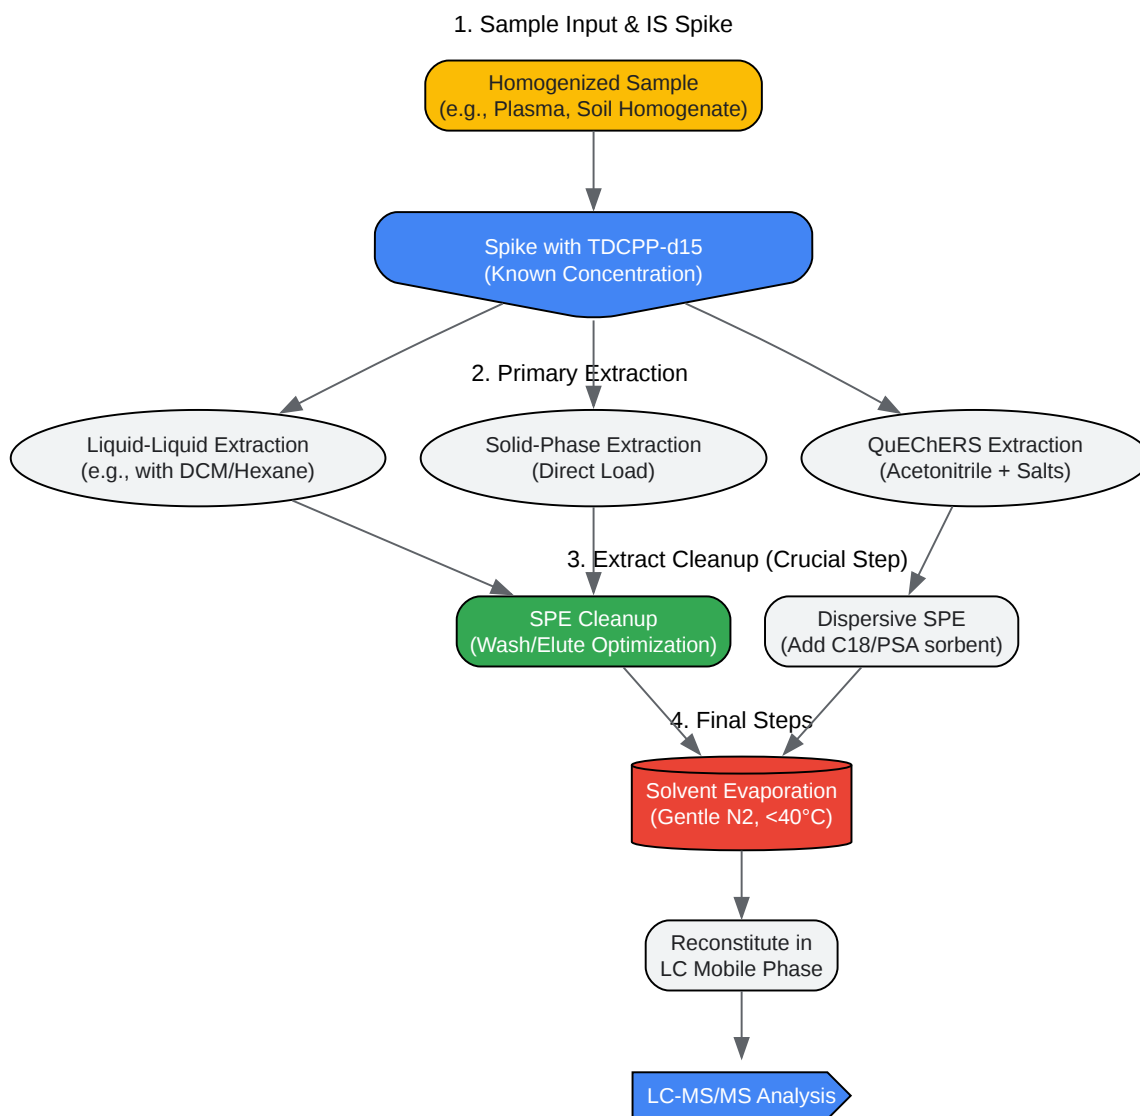 1. Sample Input & IS Spike
Homogenized Sample
(e.g., Plasma, Soil Homogenate)
Spike with TDCPP-d15
(Known Concentration)
2. Primary Extraction
Liquid-Liquid Extraction
(e.g., with DCM/Hexane)
Solid-Phase Extraction
(Direct Load)
QuEChERS Extraction
(Acetonitrile + Salts)
3. Extract Cleanup (Crucial Step)
SPE Cleanup
(Wash/Elute Optimization)
Dispersive SPE
(Add C18/PSA sorbent)
4. Final Steps
Solvent Evaporation
(Gentle N2, <40°C)
Reconstitute in
LC Mobile Phase
LC-MS/MS Analysis